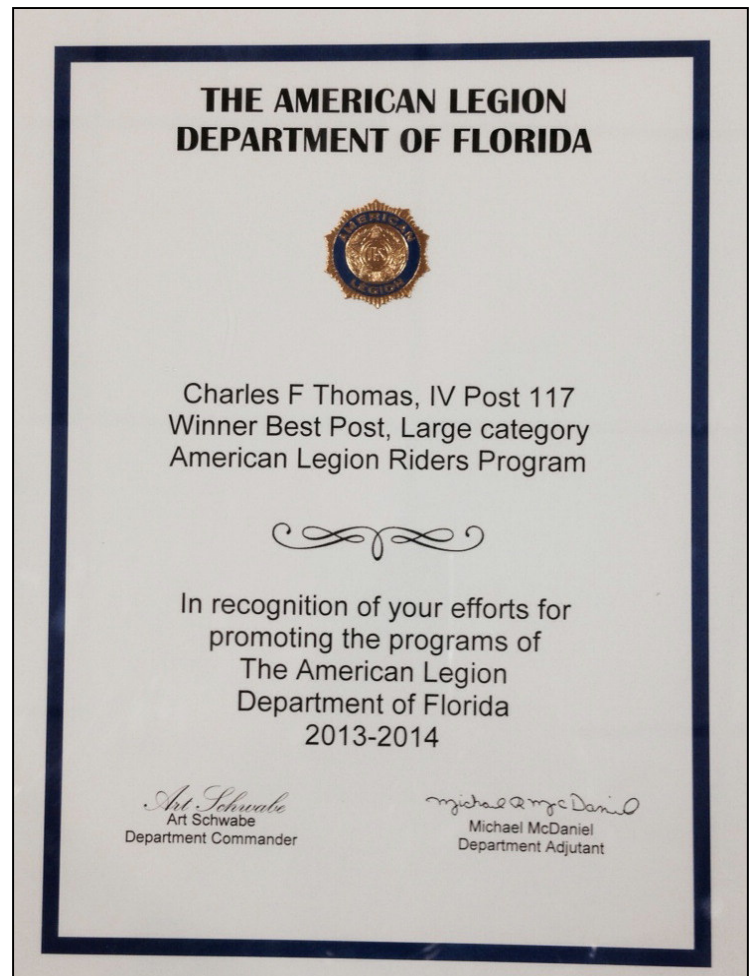 THE AMERICAN LEGION
DEPARTMENT OF FLORIDA
AMERICAN
LEGION
Charles F Thomas, IV Post 117
Winner Best Post, Large category
American Legion Riders Program
In recognition of your efforts for
promoting the programs of
The American Legion
Department of Florida
2013-2014
Art Schwabe
Art Schwabe
Department Commander
Michael A McDaniel
Michael McDaniel
Department Adjutant